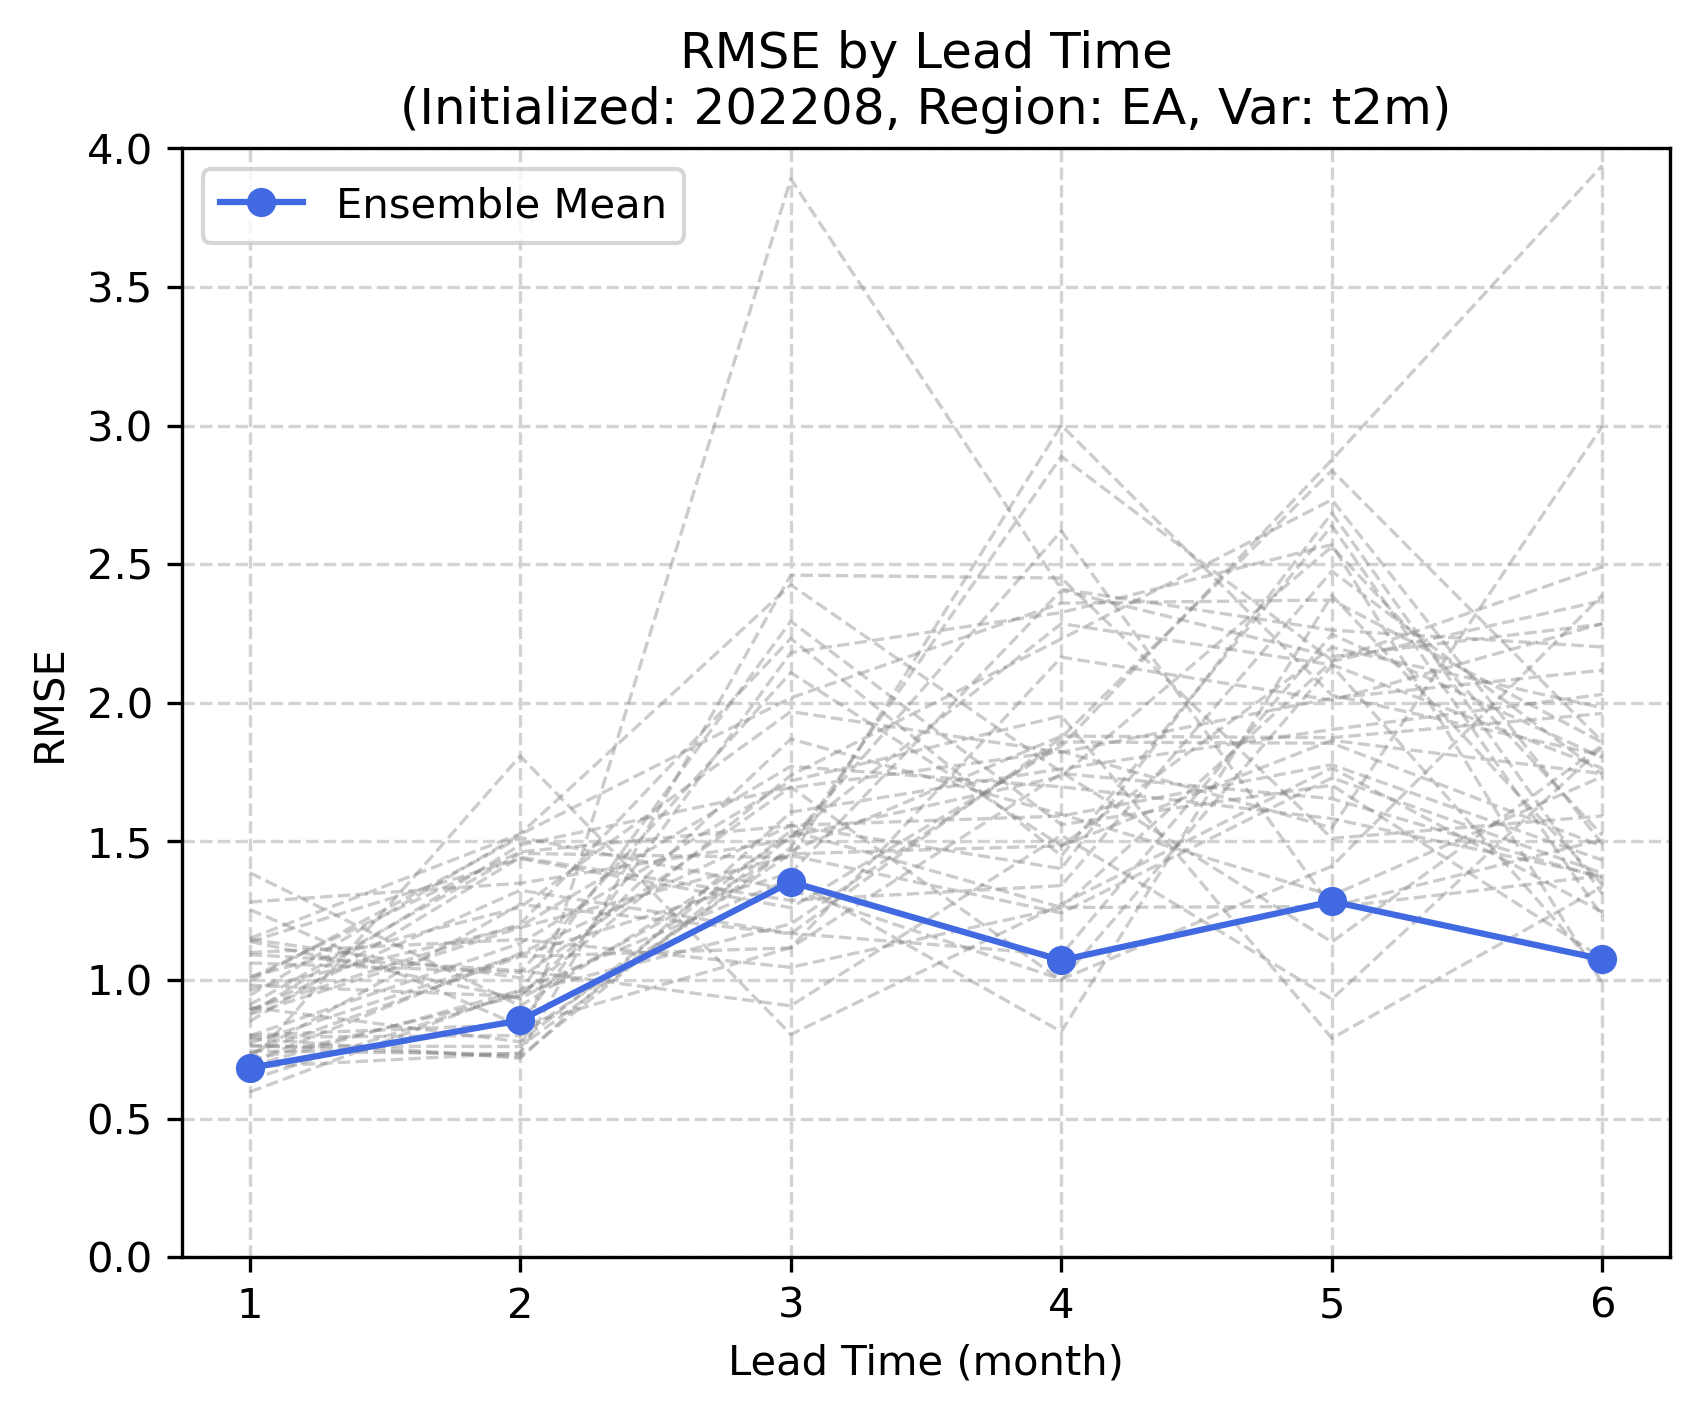 RMSE by Lead Time
(Initialized: 202208, Region: EA, Var: t2m)
Ensemble Mean
4.0
3.5
3.0
2.5
2.0
1.5
1.0
0.5
0.0
RMSE
1 2 3 4 5 6
Lead Time (month)